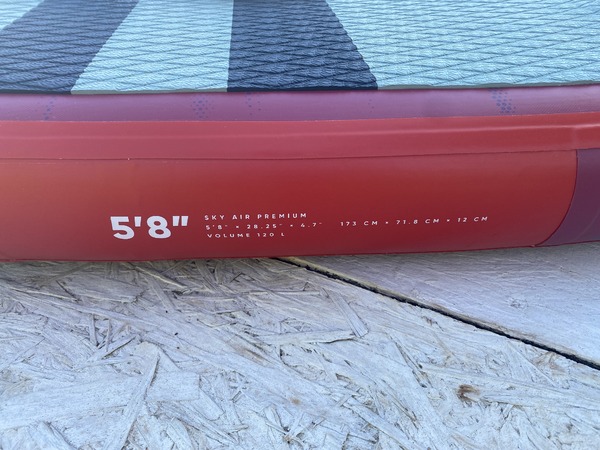 5'8"
SKY AIR PREMIUM
5'8" × 28.25" × 4.7" 173 CM × 71.8 CM × 12 CM
VOLUME 120 L